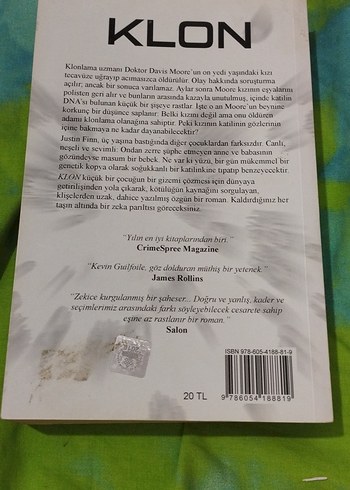 KLON
Klonlama uzmanı Doktor Davis Moore'un on yedi yaşındaki kızı
tecavüze uğrayıp acımasızca öldürülür. Olay hakkında soruşturma
açılır; ancak bir sonuca varılamaz. Aylar sonra Moore kızının eşyalarını
polisten geri alır ve bunların arasında kazayla unutulmuş, içinde katilin
DNA'sı bulunan küçük bir şişeye rastlar. İşte o an Moore'un beynine
korkunç bir düşünce saplanır: Belki kızını değil ama onu öldüren
adamı klonlama olanağına sahiptir. Peki kızının katilinin gözlerinin
içine bakmaya ne kadar dayanabilecektir?
Justin Finn, üç yaşına bastığında diğer çocuklardan farksızdır. Canlı,
neşeli ve sevimli. Ondan zerre şüphe etmeyen anne ve babasının
gözündeyse masum bir bebek. Ne var ki yüzü, bir gün mükemmel bir
genetik kopya olarak soğukkanlı bir katilinkine tıpatıp benzeyecektir.
KLON küçük bir çocuğun bir gizemi çözmesi için dünyaya
getirilişinden yola çıkarak, kötülüğün kaynağını sorgulayan,
klişelerden uzak, dahice yazılmış özgün bir roman. Kaldırdığınız her
taşın altında bir zeka parıltısı göreceksiniz.
"Yılın en iyi kitaplarından biri."
CrimeSpree Magazine
"Kevin Guilfoile, göz dolduran müthiş bir yetenek."
James Rollins
"Zekice kurgulanmış bir şaheser... Doğru ve yanlış, kader ve
seçimlerimiz arasındaki farkı söyleyebilecek cesarete sahip
eşine az rastlanır bir roman."
Salon
ISBN 978-605-4188-81-9
20 TL
9 786054 188819